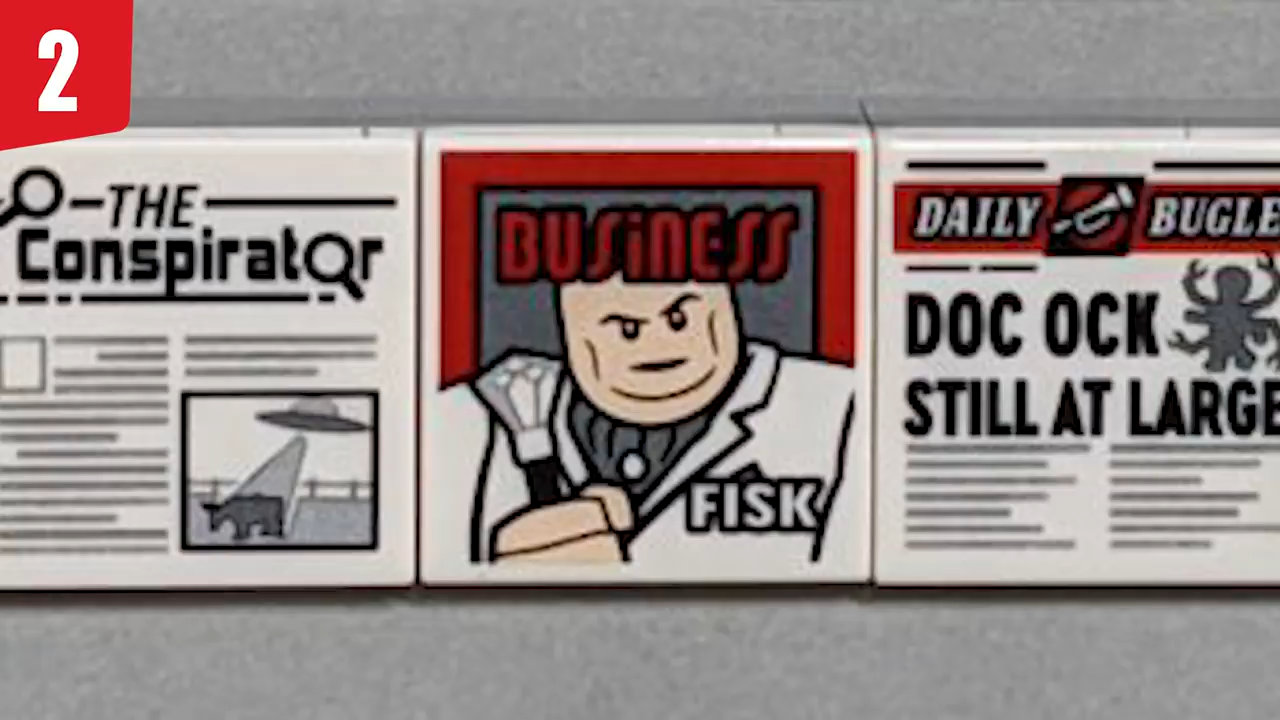 2
THE
Conspirator
BUSiNESS
FISK
DAILY BUGLE
DOC OCK
STILL AT LARGE